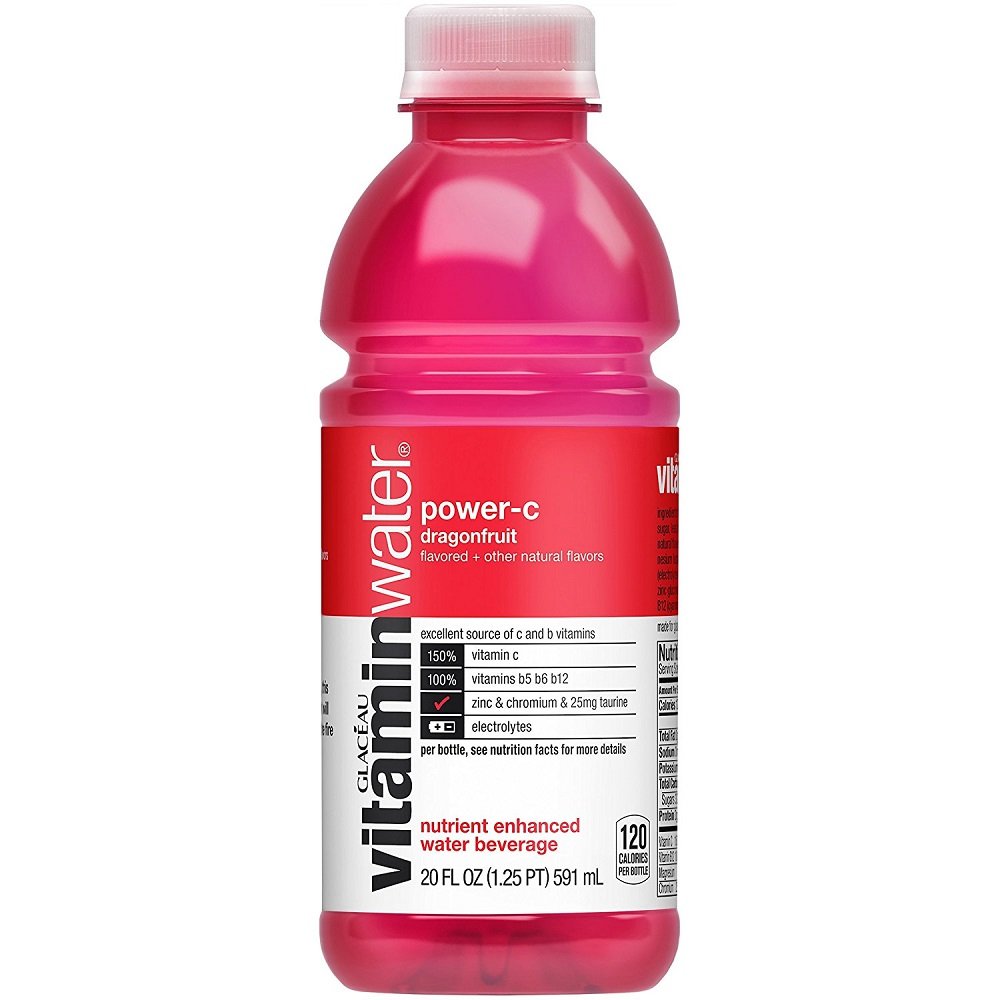 GLACÉAU
vitaminwater®
power-c
dragonfruit
flavored + other natural flavors
excellent source of c and b vitamins
150% vitamin c
100% vitamins b5 b6 b12
zinc & chromium & 25mg taurine
electrolytes
per bottle, see nutrition facts for more details
nutrient enhanced
water beverage
20 FL OZ (1.25 PT) 591 mL
120
CALORIES
PER BOTTLE